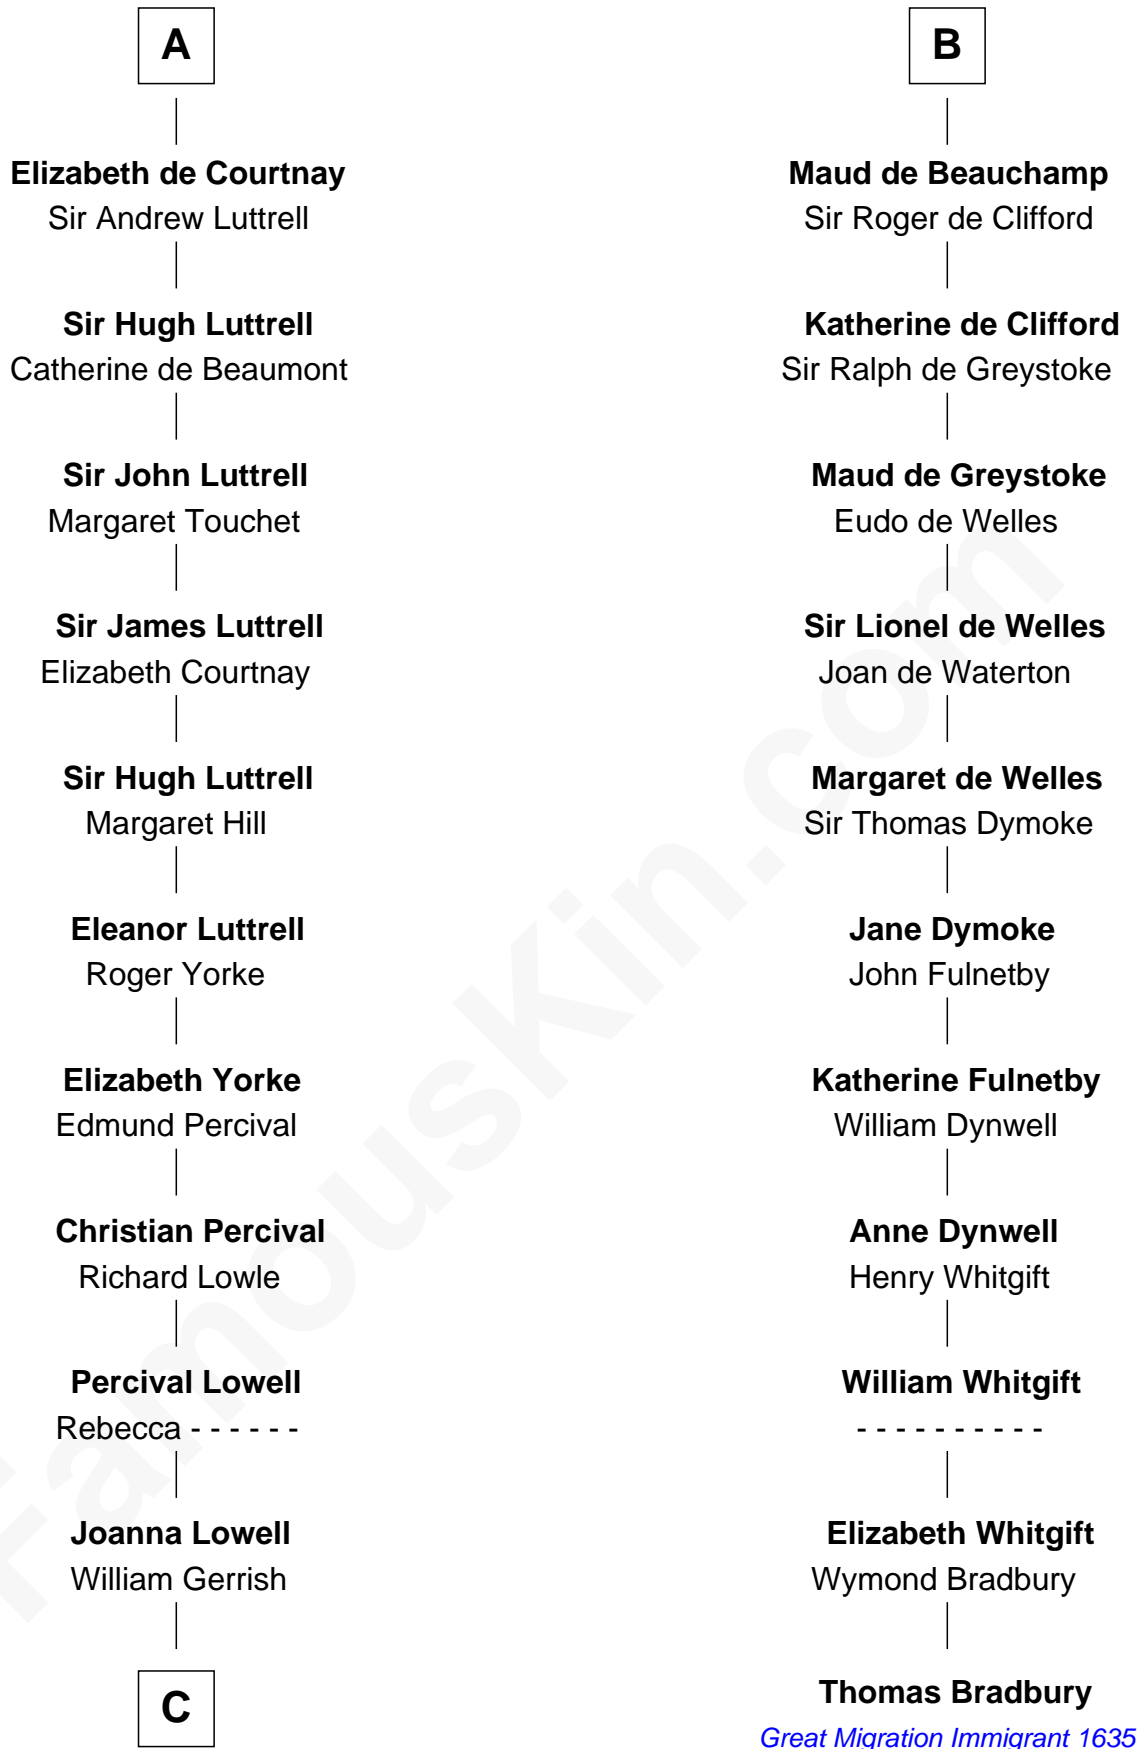 A
Elizabeth de Courtnay
Sir Andrew Luttrell
Sir Hugh Luttrell
Catherine de Beaumont
Sir John Luttrell
Margaret Touchet
Sir James Luttrell
Elizabeth Courtnay
Sir Hugh Luttrell
Margaret Hill
Eleanor Luttrell
Roger Yorke
Elizabeth Yorke
Edmund Percival
Christian Percival
Richard Lowle
Percival Lowell
Rebecca - - - - - -
Joanna Lowell
William Gerrish
C
B
Maud de Beauchamp
Sir Roger de Clifford
Katherine de Clifford
Sir Ralph de Greystoke
Maud de Greystoke
Eudo de Welles
Sir Lionel de Welles
Joan de Waterton
Margaret de Welles
Sir Thomas Dymoke
Jane Dymoke
John Fulnetby
Katherine Fulnetby
William Dynwell
Anne Dynwell
Henry Whitgift
William Whitgift
- - - - - - - - - -
Elizabeth Whitgift
Wymond Bradbury
Thomas Bradbury
Great Migration Immigrant 1635
FamousKin.com